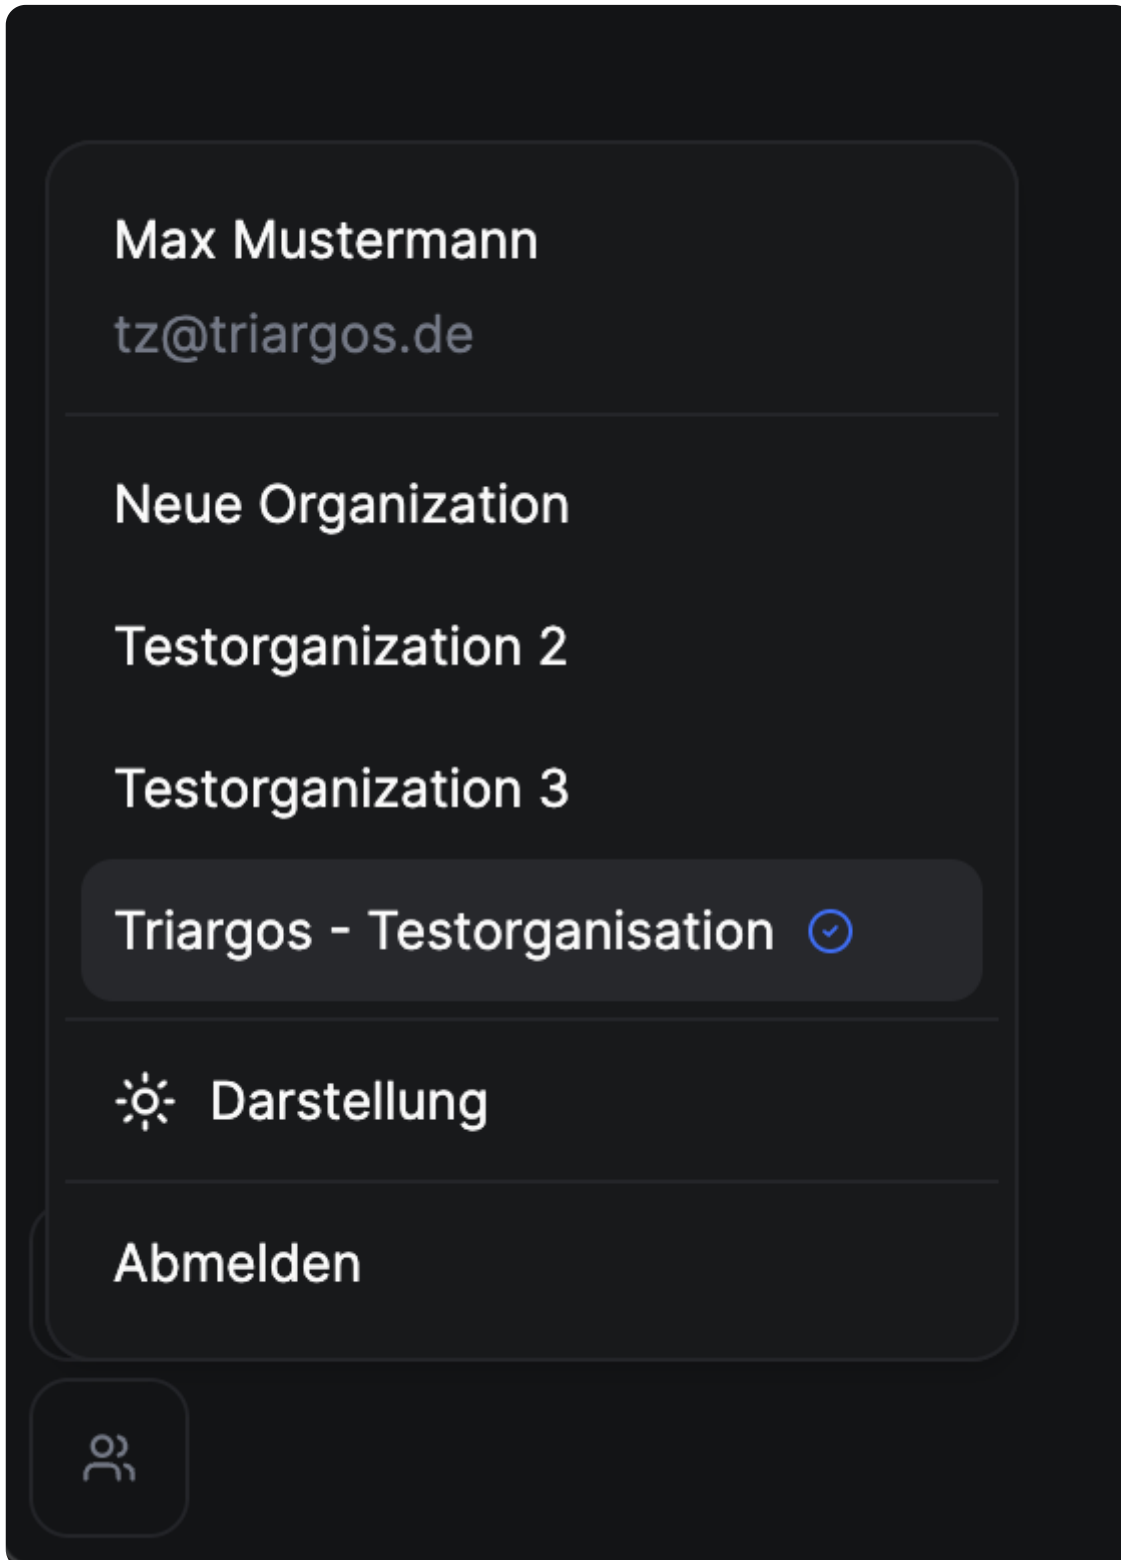 Max Mustermann
tz@triargos.de
Neue Organization
Testorganization 2
Testorganization 3
Triargos - Testorganisation
Darstellung
Abmelden